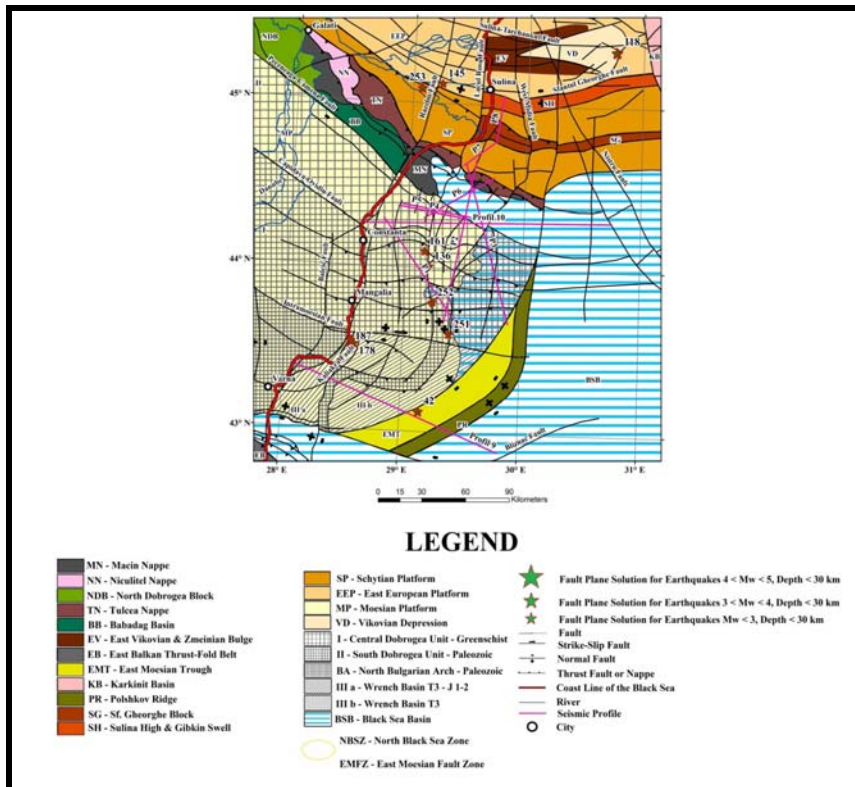 Galati
NDB
EEP
Sulina-Tarchankut Fault
118
VD
EV
KB
NN
253
145
Sulina
Sfantul Gheorghe Fault
45° N
Peceneaga Camena Fault
TN
SH
BB
SP
P8
MP
P7
SG
MN
Danube
Capidava Ovidiu Fault
P6
P5
P4
Profil 10
Constanta
161
136
44° N
Mangalia
252
Intramoesian Fault
251
187
178
Varna
BSB
42
III b
43° N
III a
EMT
PR
Profil 9
EB
28° E
29° E
30° E
31° E
0 15 30 60 90
Kilometers
LEGEND
MN - Macin Nappe
NN - Niculitel Nappe
NDB - North Dobrogea Block
TN - Tulcea Nappe
BB - Babadag Basin
EV - East Vikovian & Zmeinian Bulge
EB - East Balkan Thrust-Fold Belt
EMT - East Moesian Trough
KB - Karkinit Basin
PR - Polshkov Ridge
SG - Sf. Gheorghe Block
SH - Sulina High & Gibkin Swell
SP - Schytian Platform
EEP - East European Platform
MP - Moesian Platform
VD - Vikovian Depression
I - Central Dobrogea Unit - Greenschist
II - South Dobrogea Unit - Paleozoic
BA - North Bulgarian Arch - Paleozoic
III a - Wrench Basin T3 - J 1-2
III b - Wrench Basin T3
BSB - Black Sea Basin
NBSZ - North Black Sea Zone
EMFZ - East Moesian Fault Zone
Fault Plane Solution for Earthquakes 4 < Mw < 5, Depth < 30 km
Fault Plane Solution for Earthquakes 3 < Mw < 4, Depth < 30 km
Fault Plane Solution for Earthquakes Mw < 3, Depth < 30 km
Fault
Strike-Slip Fault
Normal Fault
Thrust Fault or Nappe
Coast Line of the Black Sea
River
Seismic Profile
City